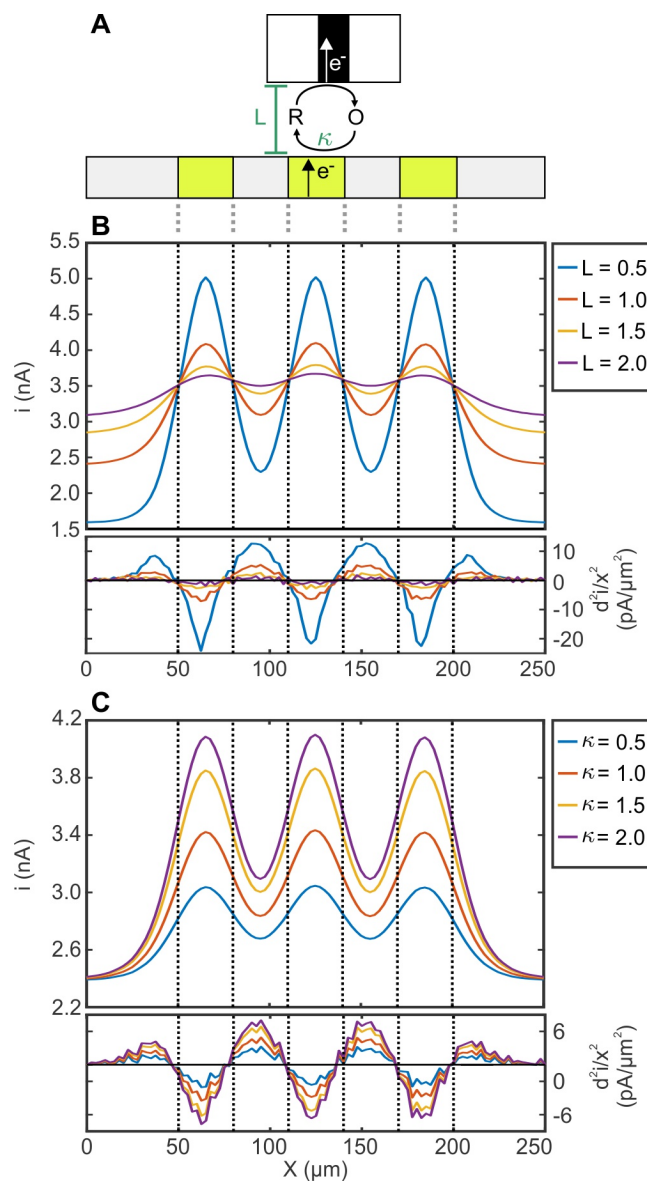 A
e-
L
R
O
κ
e-
B
5.5
5.0
4.5
4.0
3.5
3.0
2.5
2.0
1.5
i (nA)
L = 0.5
L = 1.0
L = 1.5
L = 2.0
10
0
-10
-20
d²i/x²
(pA/μm²)
0
50
100
150
200
250
C
4.2
3.8
3.4
3.0
2.6
2.2
i (nA)
κ = 0.5
κ = 1.0
κ = 1.5
κ = 2.0
6
0
-6
d²i/x²
(pA/μm²)
0
50
100
150
200
250
X (μm)